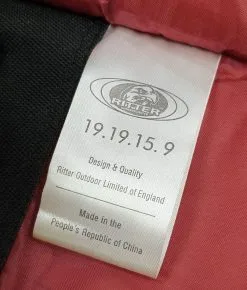 RITTER
19.19.15.9
Design & Quality
Ritter Outdoor Limited of England
Made in the
People's Republic of China